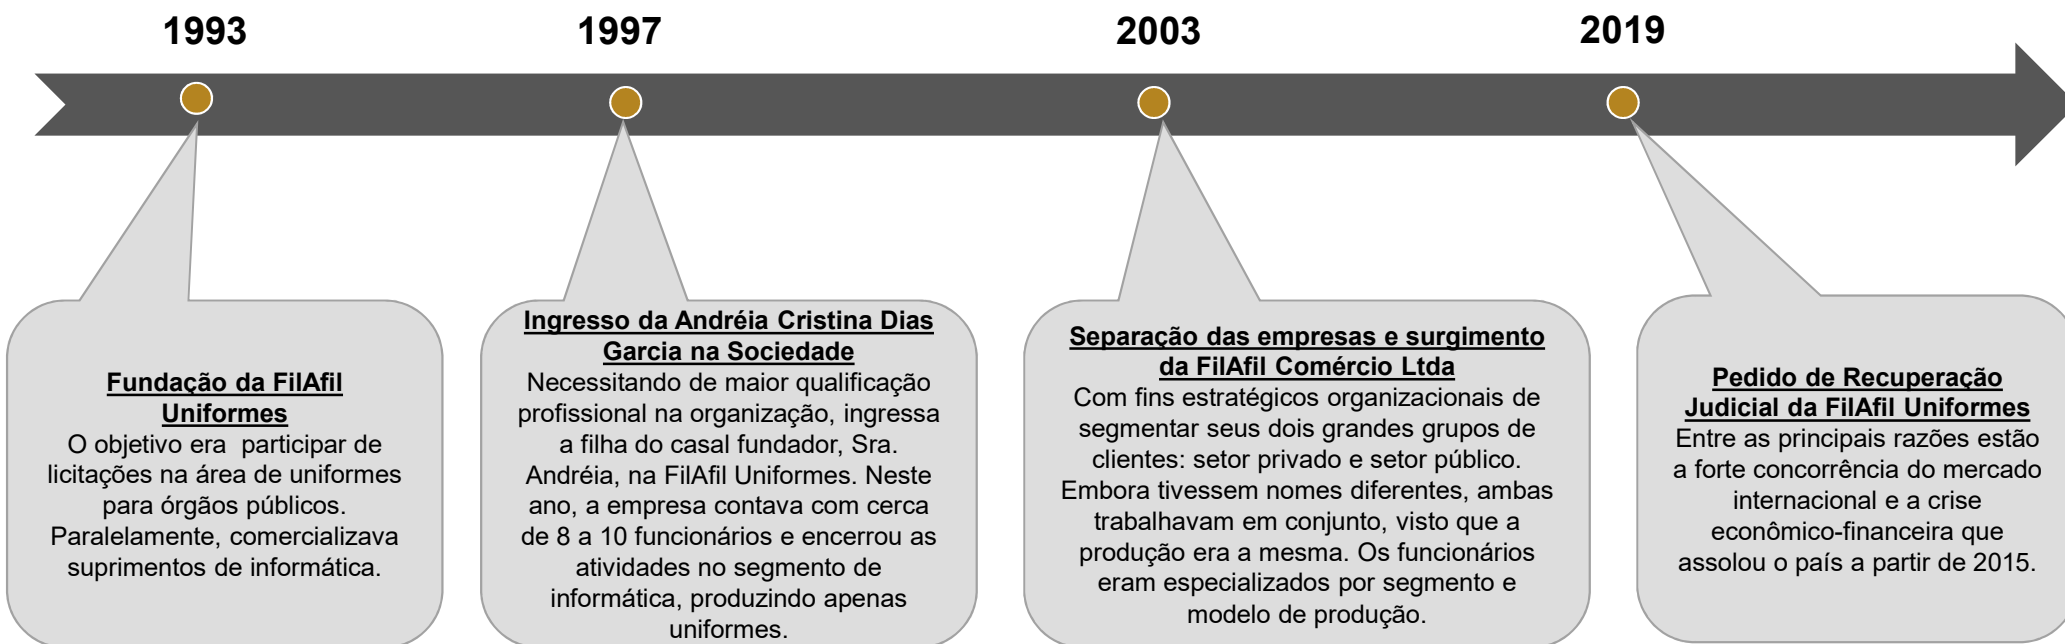 1993
Fundação da FilAfil
Uniformes
O objetivo era participar de
licitações na área de uniformes
para órgãos públicos.
Paralelamente, comercializava
suprimentos de informática.
1997
Ingresso da Andréia Cristina Dias
Garcia na Sociedade
Necessitando de maior qualificação
profissional na organização, ingressa
a filha do casal fundador, Sra.
Andréia, na FilAfil Uniformes. Neste
ano, a empresa contava com cerca
de 8 a 10 funcionários e encerrou as
atividades no segmento de
informática, produzindo apenas
uniformes.
2003
Separação das empresas e surgimento
da FilAfil Comércio Ltda
Com fins estratégicos organizacionais de
segmentar seus dois grandes grupos de
clientes: setor privado e setor público.
Embora tivessem nomes diferentes, ambas
trabalhavam em conjunto, visto que a
produção era a mesma. Os funcionários
eram especializados por segmento e
modelo de produção.
2019
Pedido de Recuperação
Judicial da FilAfil Uniformes
Entre as principais razões estão
a forte concorrência do mercado
internacional e a crise
econômico-financeira que
assolou o país a partir de 2015.